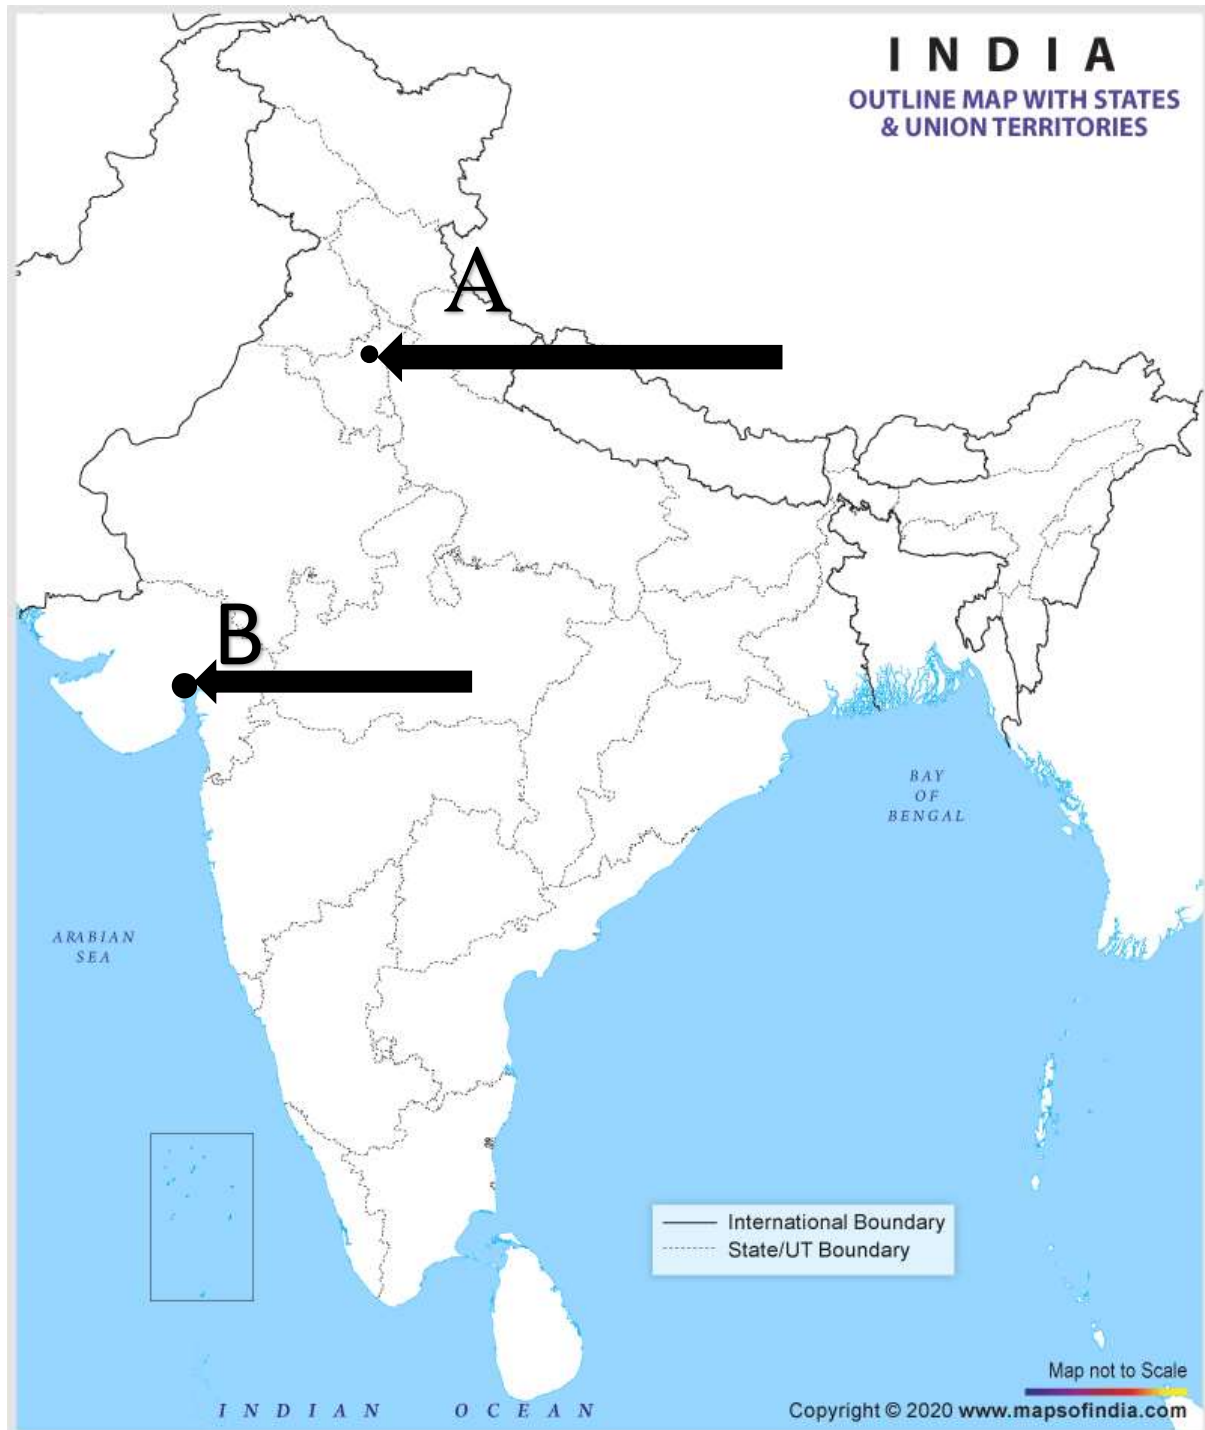 I N D I A
OUTLINE MAP WITH STATES
& UNION TERRITORIES
A
B
BAY
OF
BENGAL
ARABIAN
SEA
International Boundary
State/UT Boundary
Map not to Scale
I N D I A N O C E A N
Copyright © 2020 www.mapsofindia.com